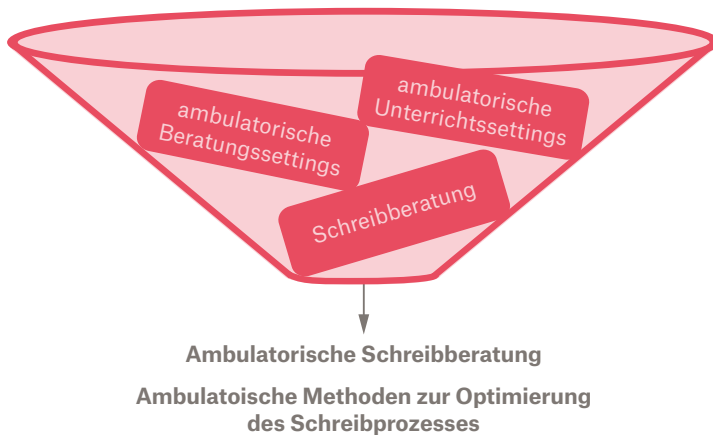 ambulatorische
Unterrichtssettings
ambulatorische
Beratungssettings
Schreibberatung
Ambulatorische Schreibberatung
Ambulatoische Methoden zur Optimierung
des Schreibprozesses